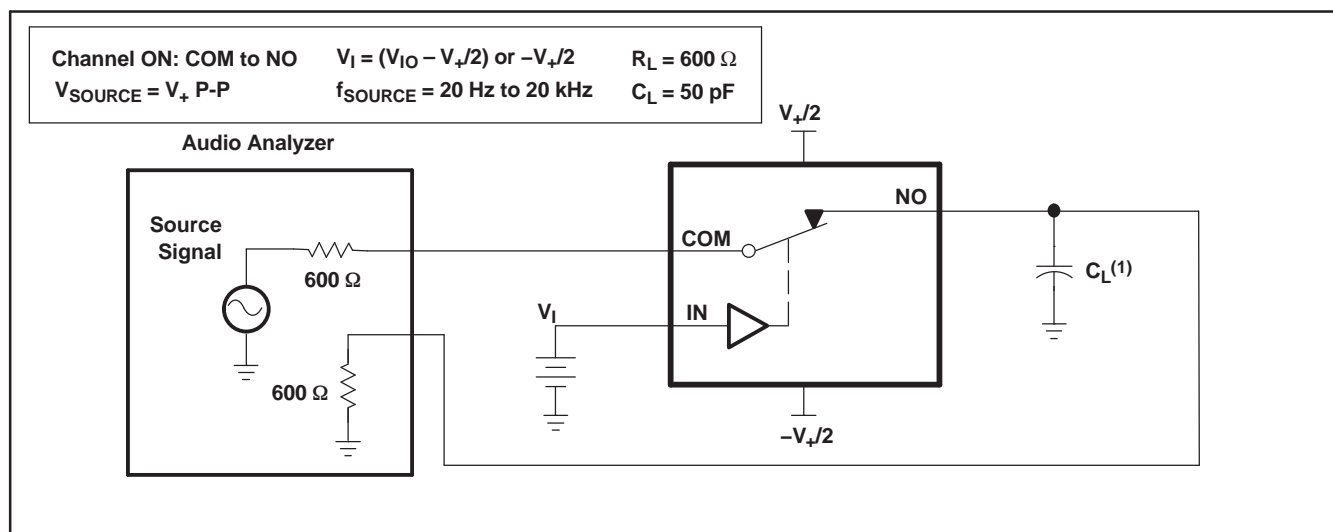 Channel ON: COM to NO V_I = (V_IO – V_+/2) or –V_+/2 R_L = 600 Ω
V_SOURCE = V_+ P-P f_SOURCE = 20 Hz to 20 kHz C_L = 50 pF
Audio Analyzer
V_+/2
NO
Source
Signal
COM
600 Ω
C_L(1)
V_I
IN
600 Ω
–V_+/2